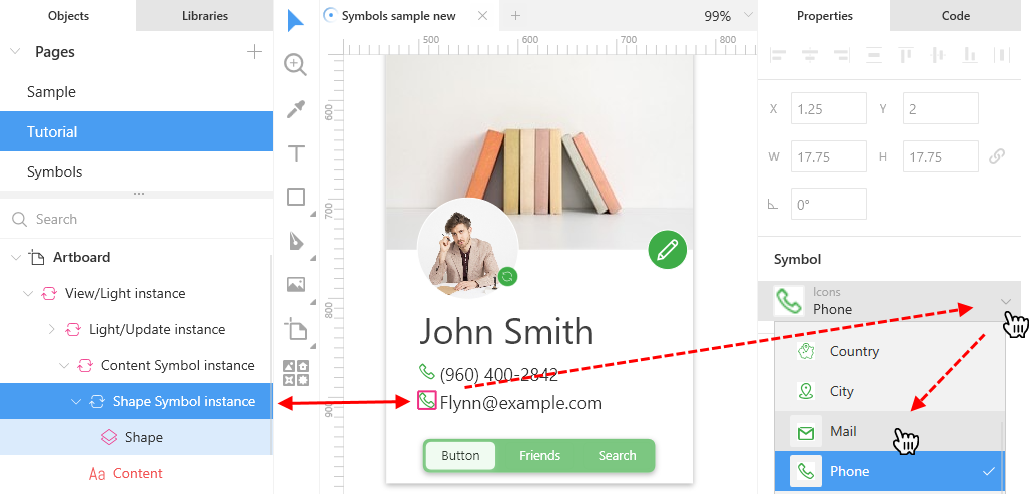 Objects
Libraries
Pages
Sample
Tutorial
Symbols
Search
Artboard
View/Light instance
Light/Update instance
Content Symbol instance
Shape Symbol instance
Shape
Aa Content
Symbols sample new
99%
500 600 700 800
600
700
800
900
John Smith
(960) 400-2842
Flynn@example.com
Button Friends Search
Properties
Code
X 1.25 Y 2
W 17.75 H 17.75
0°
Symbol
Icons
Phone
Country
City
Mail
Phone